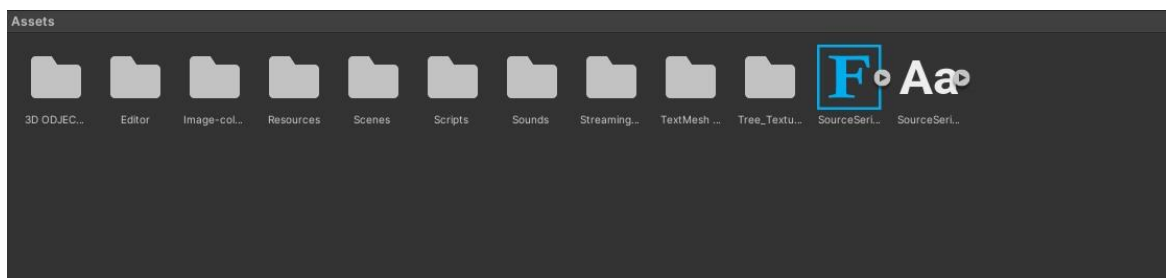 Assets
3D ODJEC... Editor Image-col... Resources Scenes Scripts Sounds Streaming... TextMesh ... Tree_Textu... SourceSeri... SourceSeri...